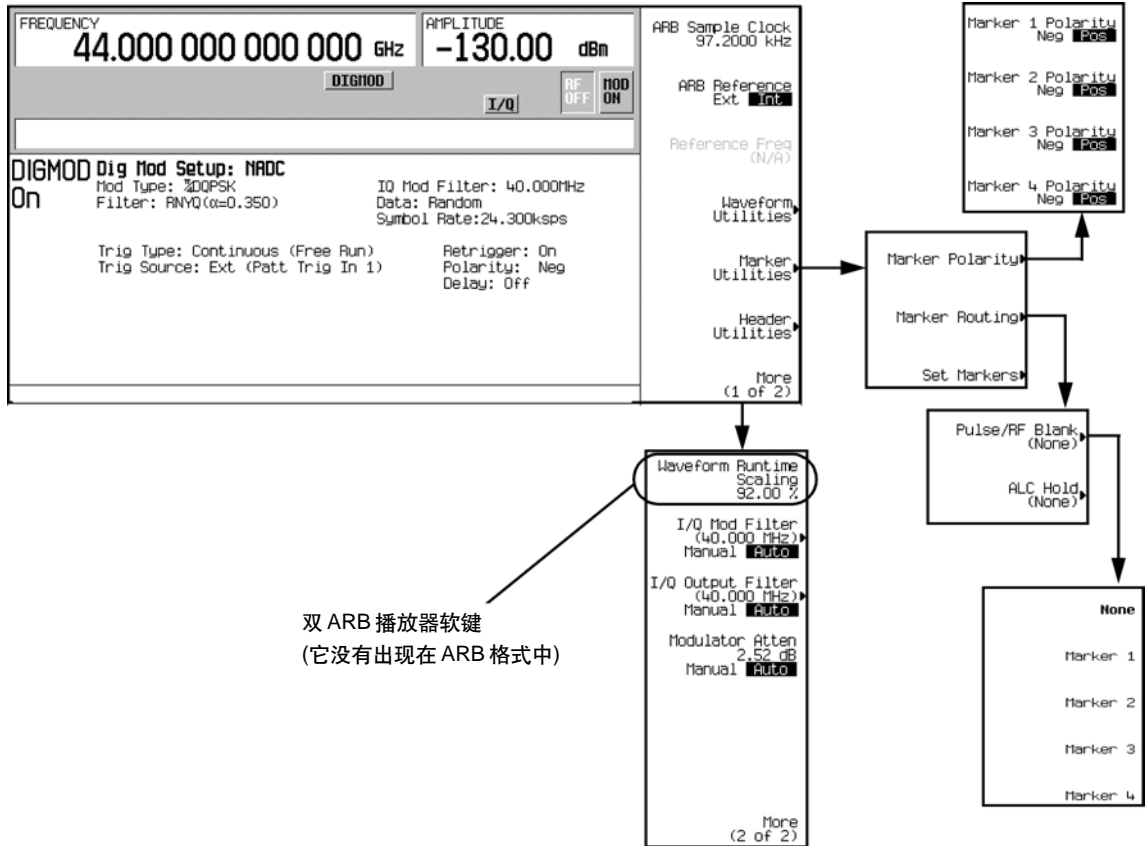 FREQUENCY
44.000 000 000 000 GHz
AMPLITUDE
-130.00 dBm
DIGMOD
I/Q
RF OFF
MOD ON
DIGMOD On
Dig Mod Setup: NADC
Mod Type: π/4DQPSK
Filter: RNYQ(α=0.350)
IQ Mod Filter: 40.000MHz
Data: Random
Symbol Rate:24.300ksps
Trig Type: Continuous (Free Run)
Trig Source: Ext (Patt Trig In 1)
Retrigger: On
Polarity: Neg
Delay: Off
ARB Sample Clock
97.2000 kHz
ARB Reference
Ext Int
Reference Freq
(N/A)
Waveform
Utilities
Marker
Utilities
Header
Utilities
More
(1 of 2)
Marker 1 Polarity
Neg Pos
Marker 2 Polarity
Neg Pos
Marker 3 Polarity
Neg Pos
Marker 4 Polarity
Neg Pos
Marker Polarity
Marker Routing
Set Markers
Pulse/RF Blank
(None)
ALC Hold
(None)
None
Marker 1
Marker 2
Marker 3
Marker 4
Waveform Runtime
Scaling
92.00 %
I/Q Mod Filter
(40.000 MHz)
Manual Auto
I/Q Output Filter
(40.000 MHz)
Manual Auto
Modulator Atten
2.52 dB
Manual Auto
More
(2 of 2)
双 ARB 播放器软键
(它没有出现在 ARB 格式中)